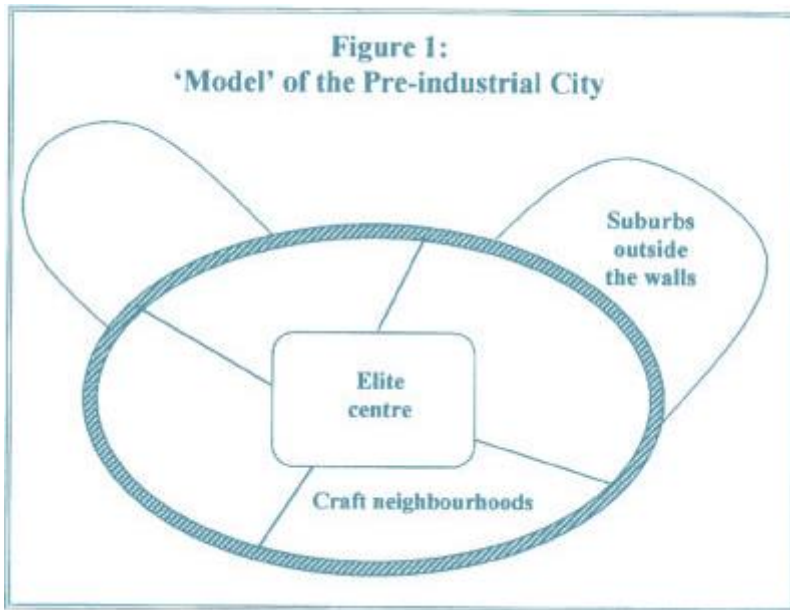 Figure 1:
‘Model’ of the Pre-industrial City
Suburbs
outside
the walls
Elite
centre
Craft neighbourhoods